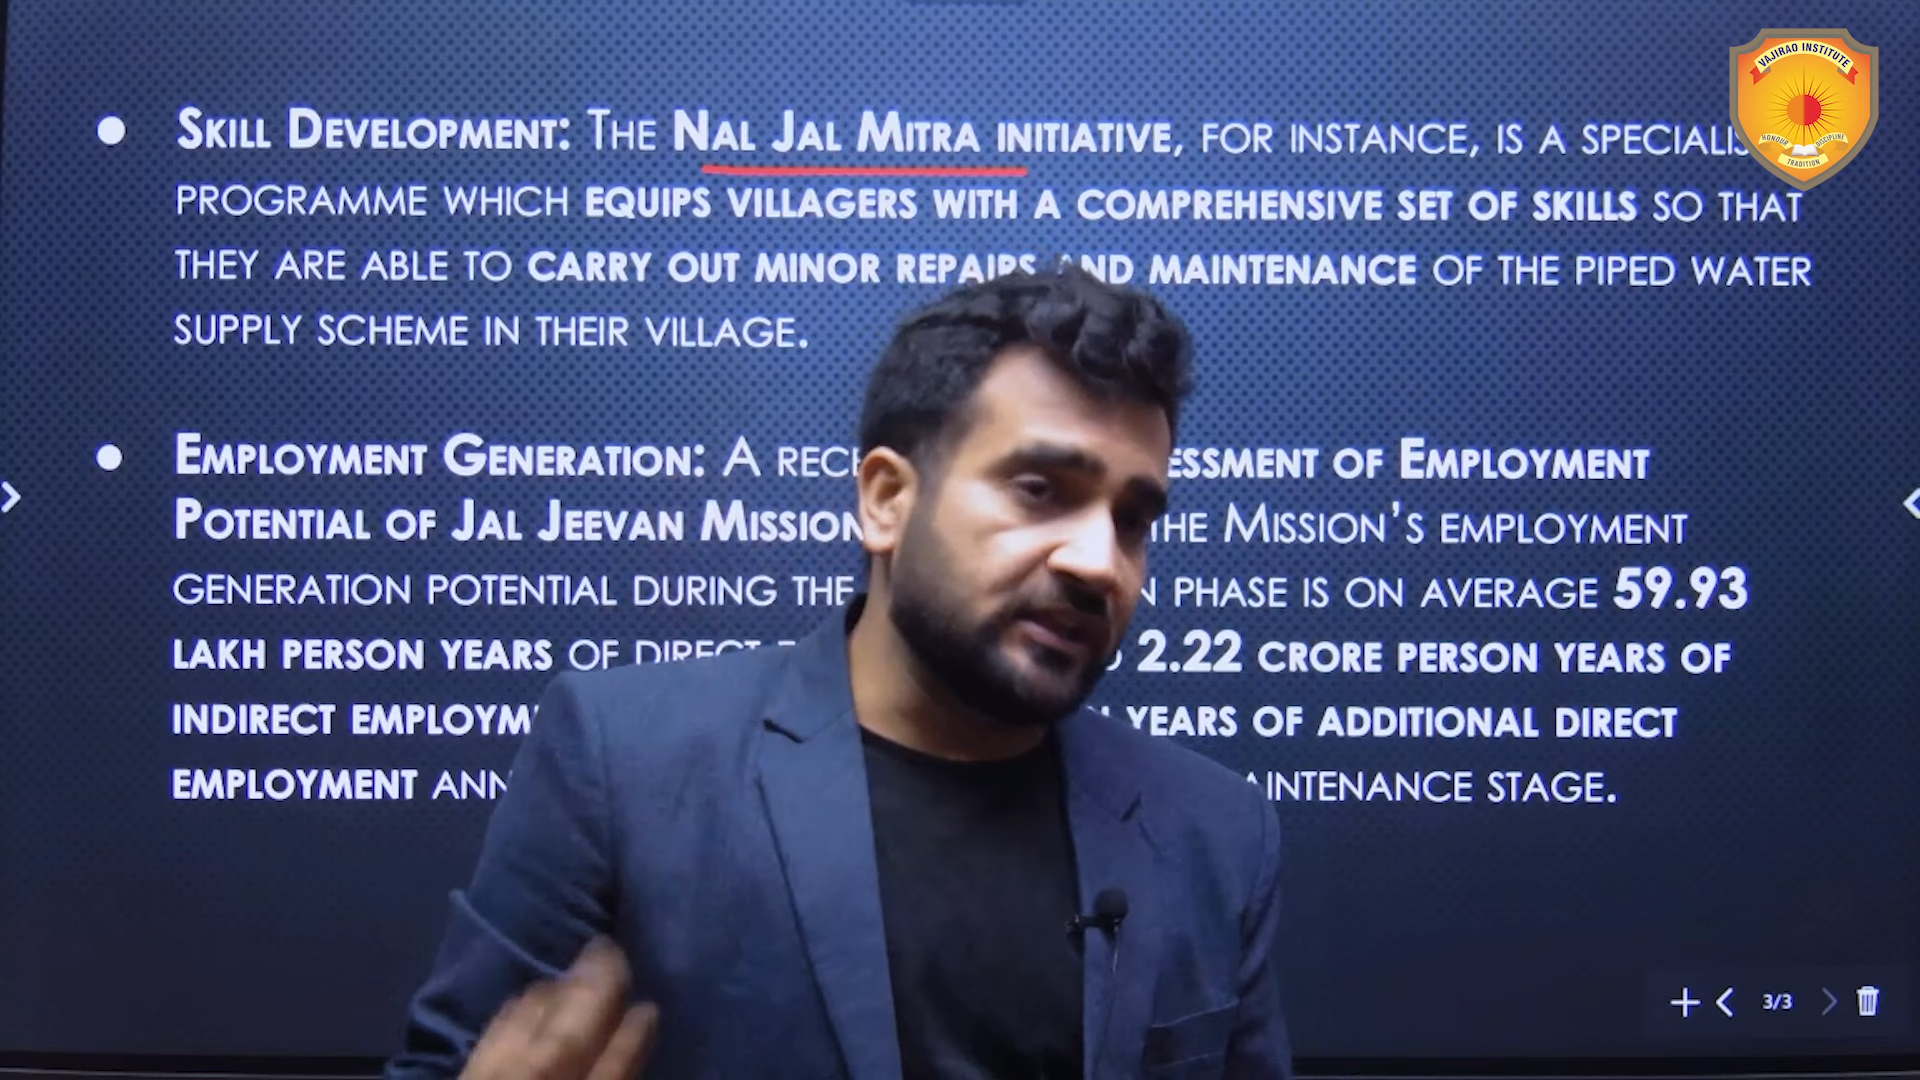 VAJIRAO INSTITUTE
HONOUR DISCIPLINE
TRADITION
● SKILL DEVELOPMENT: THE NAL JAL MITRA INITIATIVE, FOR INSTANCE, IS A
PROGRAMME WHICH EQUIPS VILLAGERS WITH A COMPREHENSIVE SET OF SKILLS SO THAT
THEY ARE ABLE TO CARRY OUT MINOR REPAIRS AND MAINTENANCE OF THE PIPED WATER
SUPPLY SCHEME IN THEIR VILLAGE.
● EMPLOYMENT GENERATION: A OF EMPLOYMENT
POTENTIAL OF JAL JEEVAN MISSION THE MISSION'S EMPLOYMENT
GENERATION POTENTIAL DURING THE PHASE IS ON AVERAGE 59.93
LAKH PERSON YEARS OF DIRECT 2.22 CRORE PERSON YEARS OF
INDIRECT YEARS OF ADDITIONAL DIRECT
EMPLOYMENT STAGE.
3/3